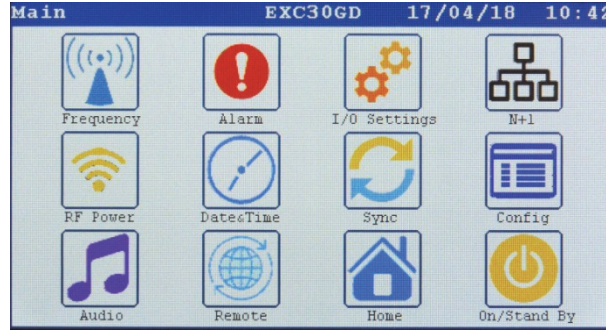 Main EXC30GD 17/04/18 10:42
Frequency Alarm I/O Settings N+1
RF Power Date&Time Sync Config
Audio Remote Home On/Stand By